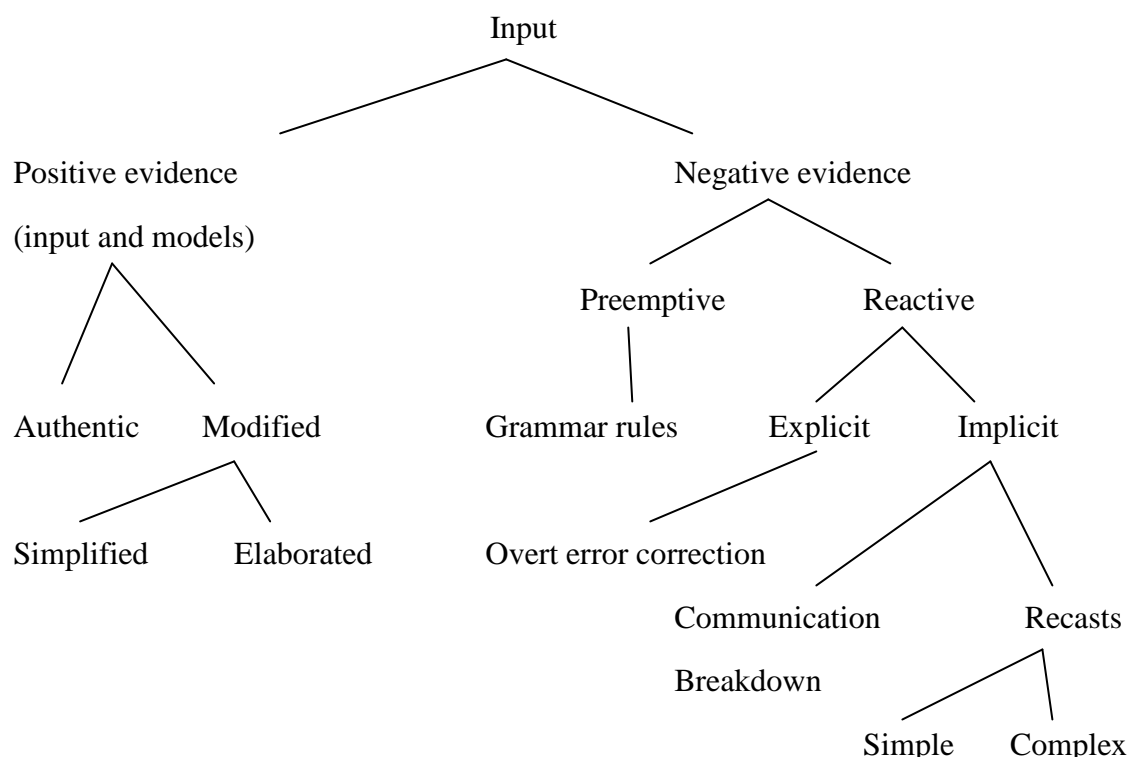 Input
Positive evidence
Negative evidence
(input and models)
Preemptive
Reactive
Authentic
Modified
Grammar rules
Explicit
Implicit
Simplified
Elaborated
Overt error correction
Communication
Breakdown
Recasts
Simple
Complex